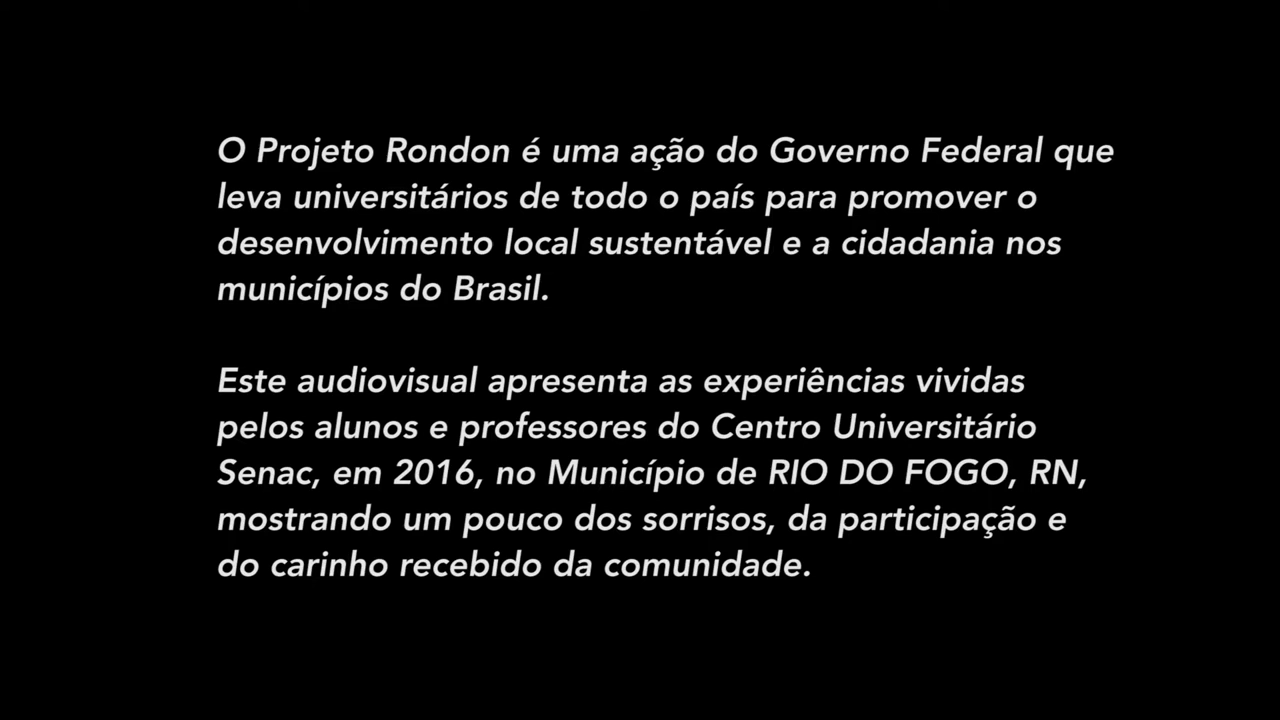 O Projeto Rondon é uma ação do Governo Federal que
leva universitários de todo o país para promover o
desenvolvimento local sustentável e a cidadania nos
municípios do Brasil.
Este audiovisual apresenta as experiências vividas
pelos alunos e professores do Centro Universitário
Senac, em 2016, no Município de RIO DO FOGO, RN,
mostrando um pouco dos sorrisos, da participação e
do carinho recebido da comunidade.